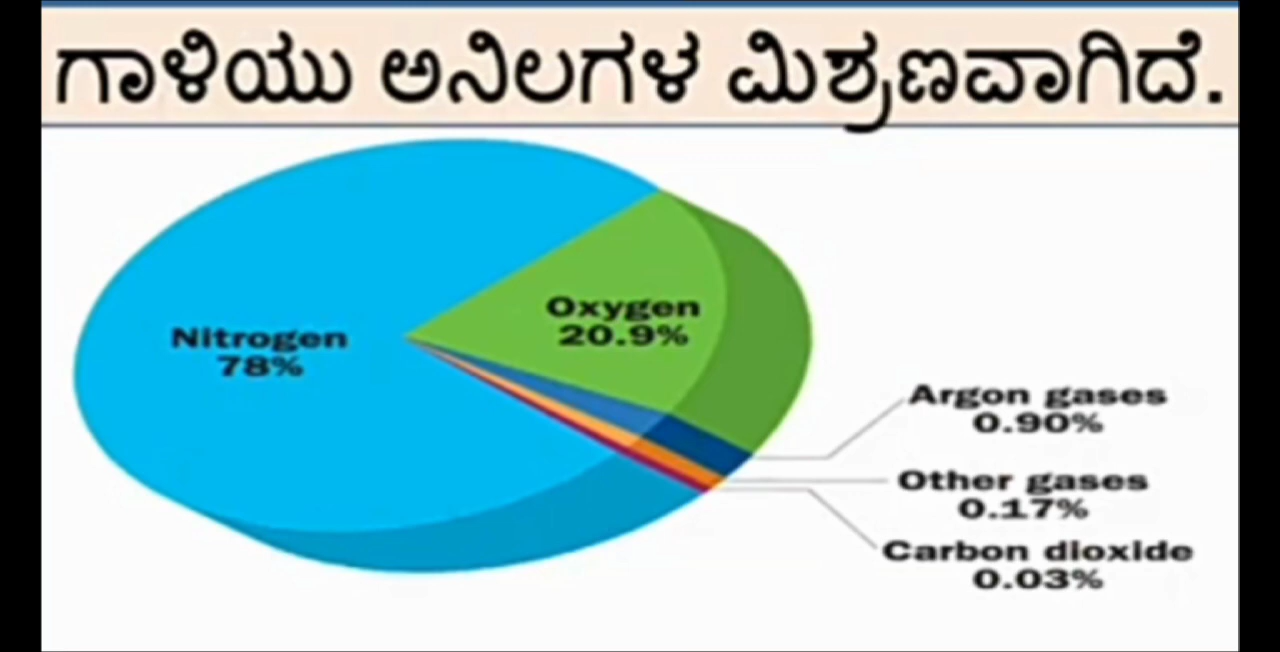 ಗಾಳಿಯು ಅನಿಲಗಳ ಮಿಶ್ರಣವಾಗಿದೆ.
Nitrogen
78%
Oxygen
20.9%
Argon gases
0.90%
Other gases
0.17%
Carbon dioxide
0.03%